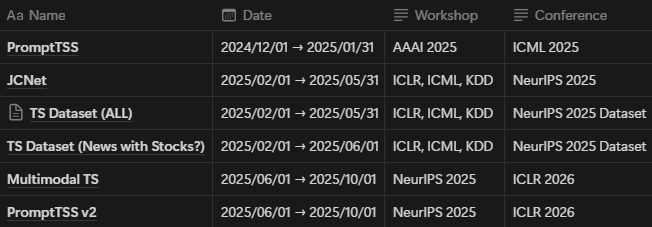 Aa Name Date Workshop Conference
PromptTSS 2024/12/01 → 2025/01/31 AAAI 2025 ICML 2025
JCNet 2025/02/01 → 2025/05/31 ICLR, ICML, KDD NeurIPS 2025
TS Dataset (ALL) 2025/02/01 → 2025/05/31 ICLR, ICML, KDD NeurIPS 2025 Dataset
TS Dataset (News with Stocks?) 2025/02/01 → 2025/06/01 ICLR, ICML, KDD NeurIPS 2025 Dataset
Multimodal TS 2025/06/01 → 2025/10/01 NeurIPS 2025 ICLR 2026
PromptTSS v2 2025/06/01 → 2025/10/01 NeurIPS 2025 ICLR 2026